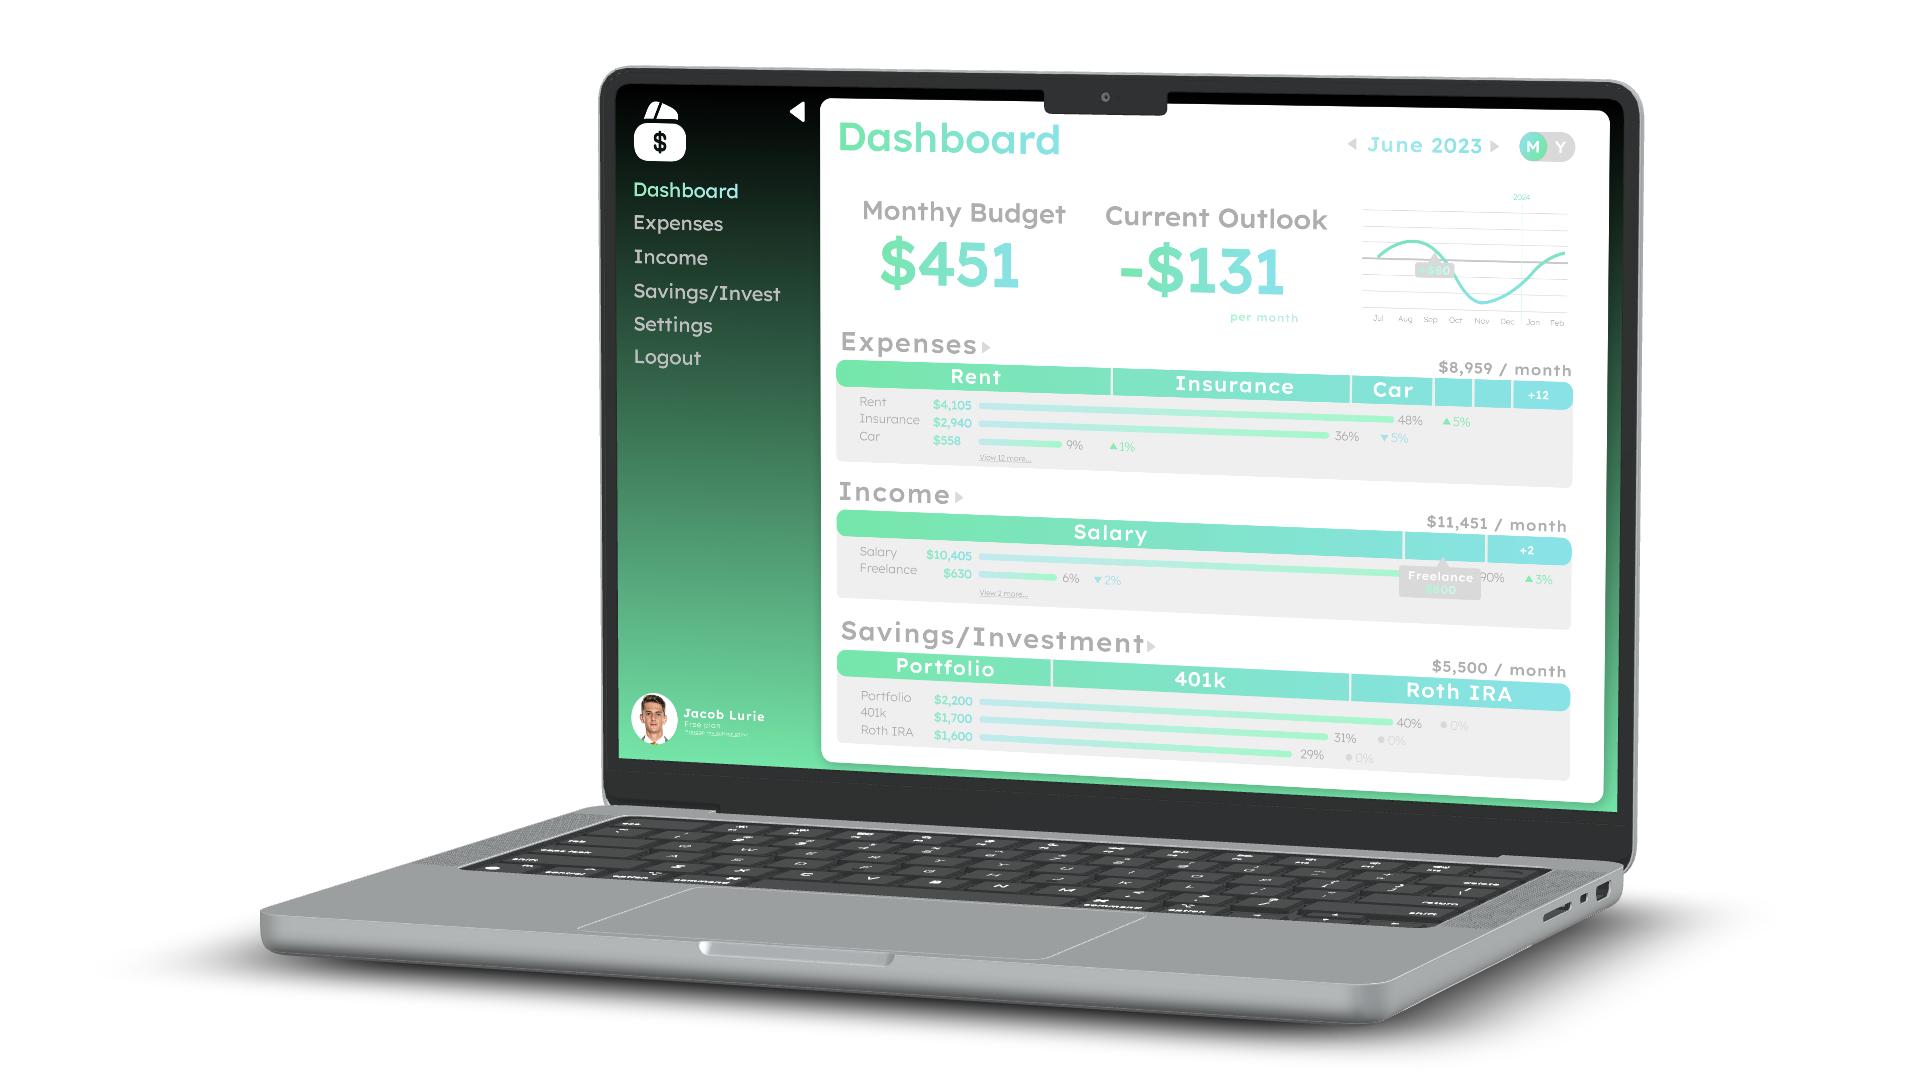 $
Dashboard
Expenses
Income
Savings/Invest
Settings
Logout
Jacob Lurie
Free plan
Dashboard
June 2023
M Y
Monthy Budget
$451
Current Outlook
-$131
per month
2024
Jul Aug Sep Oct Nov Dec Jan Feb
Expenses
$8,959 / month
Rent Insurance Car +12
Rent $4,105 48% 5%
Insurance $2,940 36% 5%
Car $558 9% 1%
View 12 more...
Income
$11,451 / month
Salary +2
Salary $10,405 90% 3%
Freelance $630 6% 2%
Freelance
$600
View 2 more...
Savings/Investment
$5,500 / month
Portfolio 401k Roth IRA
Portfolio $2,200 40% 0%
401k $1,700 31% 0%
Roth IRA $1,600 29% 0%